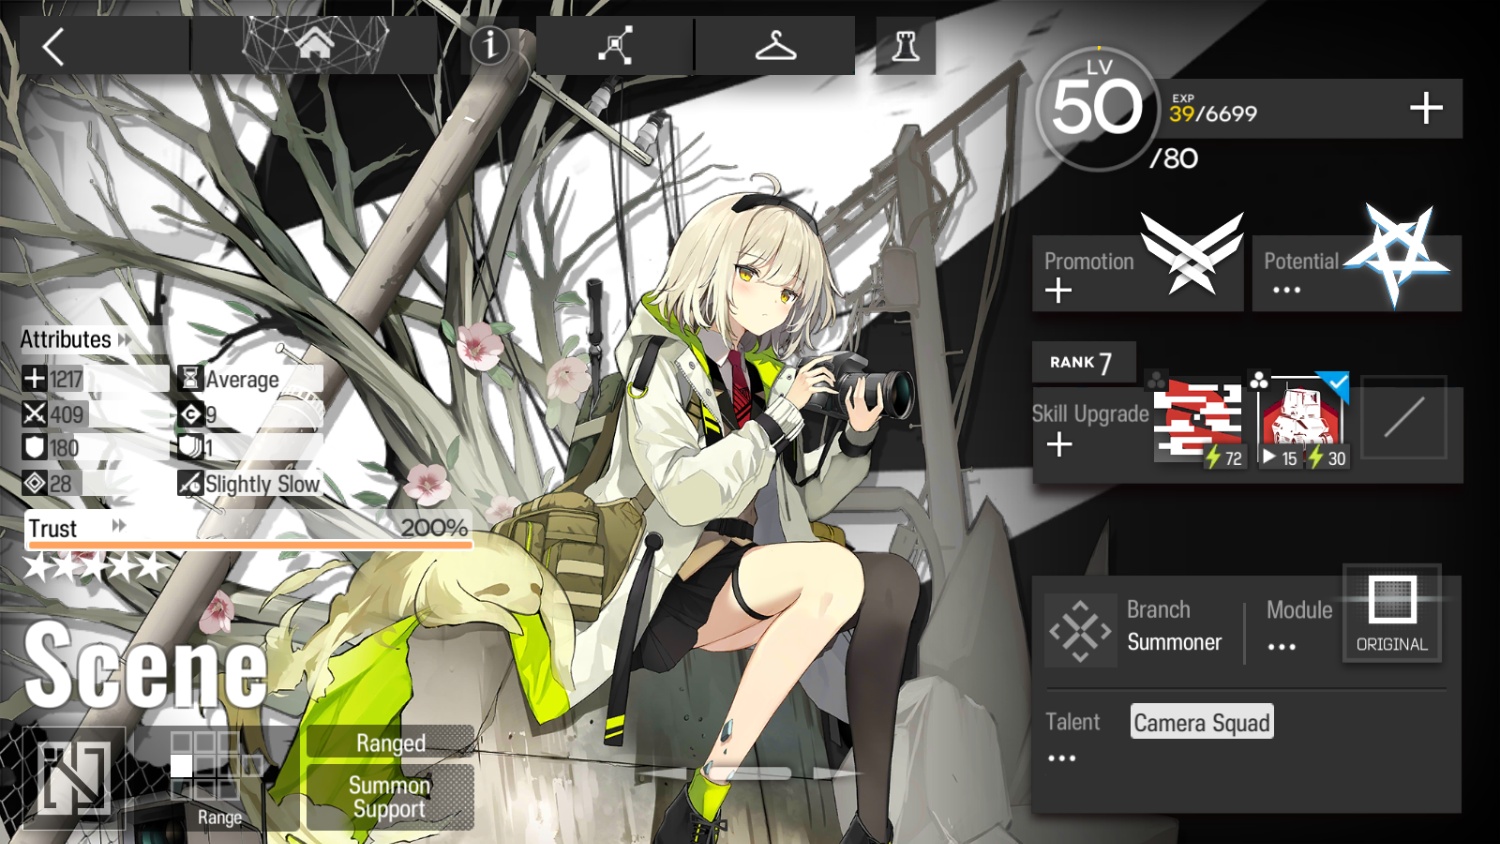 LV
50
EXP
39/6699
/80
Promotion
Potential
RANK 7
Skill Upgrade
72
15
30
Attributes
1217
Average
409
9
180
1
28
Slightly Slow
Trust
200%
Scene
Range
Ranged
Summon
Support
Branch
Summoner
Module
ORIGINAL
Talent
Camera Squad